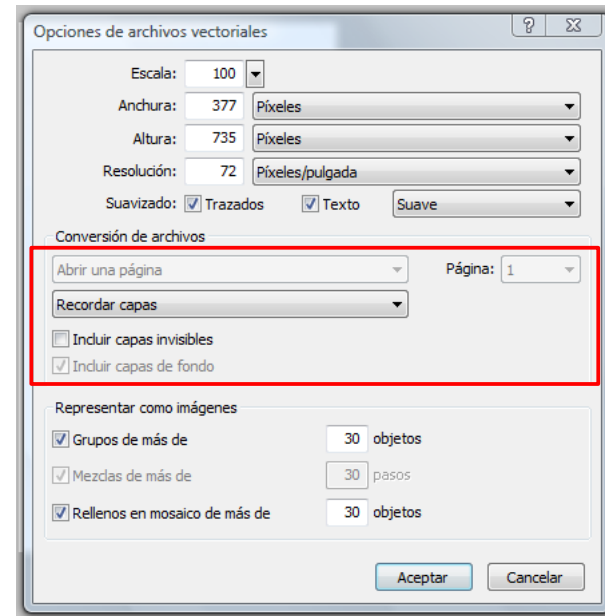 Opciones de archivos vectoriales
Escala: 100
Anchura: 377 Píxeles
Altura: 735 Píxeles
Resolución: 72 Píxeles/pulgada
Suavizado: Trazados Texto Suave
Conversión de archivos
Abrir una página Página: 1
Recordar capas
Incluir capas invisibles
Incluir capas de fondo
Representar como imágenes
Grupos de más de 30 objetos
Mezclas de más de 30 pasos
Rellenos en mosaico de más de 30 objetos
Aceptar Cancelar